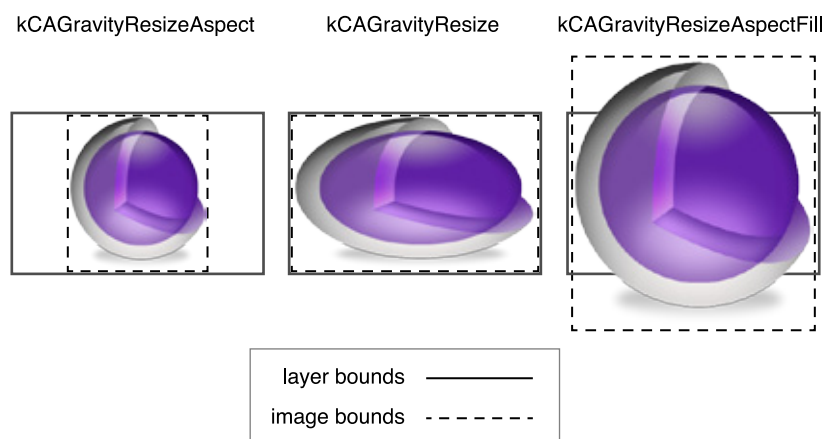 kCAGravityResizeAspect
kCAGravityResize
kCAGravityResizeAspectFill
layer bounds
image bounds